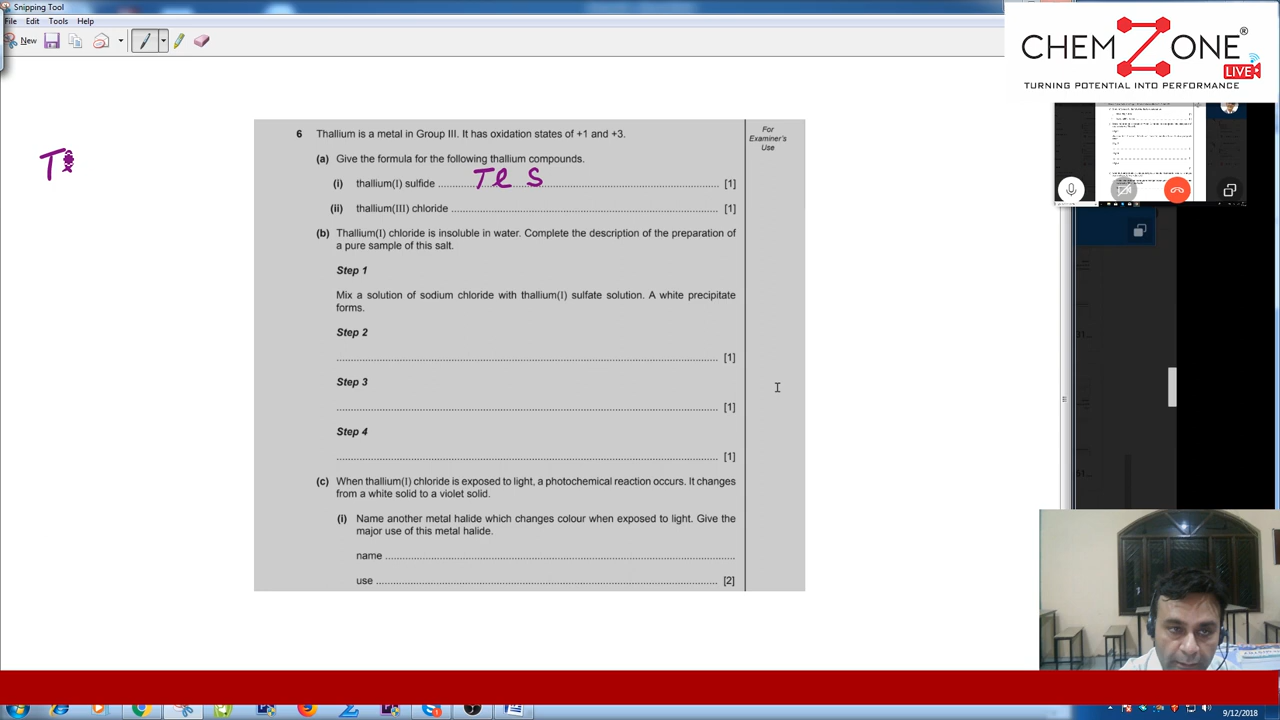 Snipping Tool
File Edit Tools Help
New
CHEMZONE®
LIVE
TURNING POTENTIAL INTO PERFORMANCE
Tl
For
Examiner's
Use
6 Thallium is a metal in Group III. It has oxidation states of +1 and +3.
(a) Give the formula for the following thallium compounds.
(i) thallium(I) sulfide Tl S [1]
(ii) thallium(III) chloride [1]
(b) Thallium(I) chloride is insoluble in water. Complete the description of the preparation of
a pure sample of this salt.
Step 1
Mix a solution of sodium chloride with thallium(I) sulfate solution. A white precipitate
forms.
Step 2
[1]
Step 3
[1]
Step 4
[1]
(c) When thallium(I) chloride is exposed to light, a photochemical reaction occurs. It changes
from a white solid to a violet solid.
(i) Name another metal halide which changes colour when exposed to light. Give the
major use of this metal halide.
name
use [2]
9/12/2018